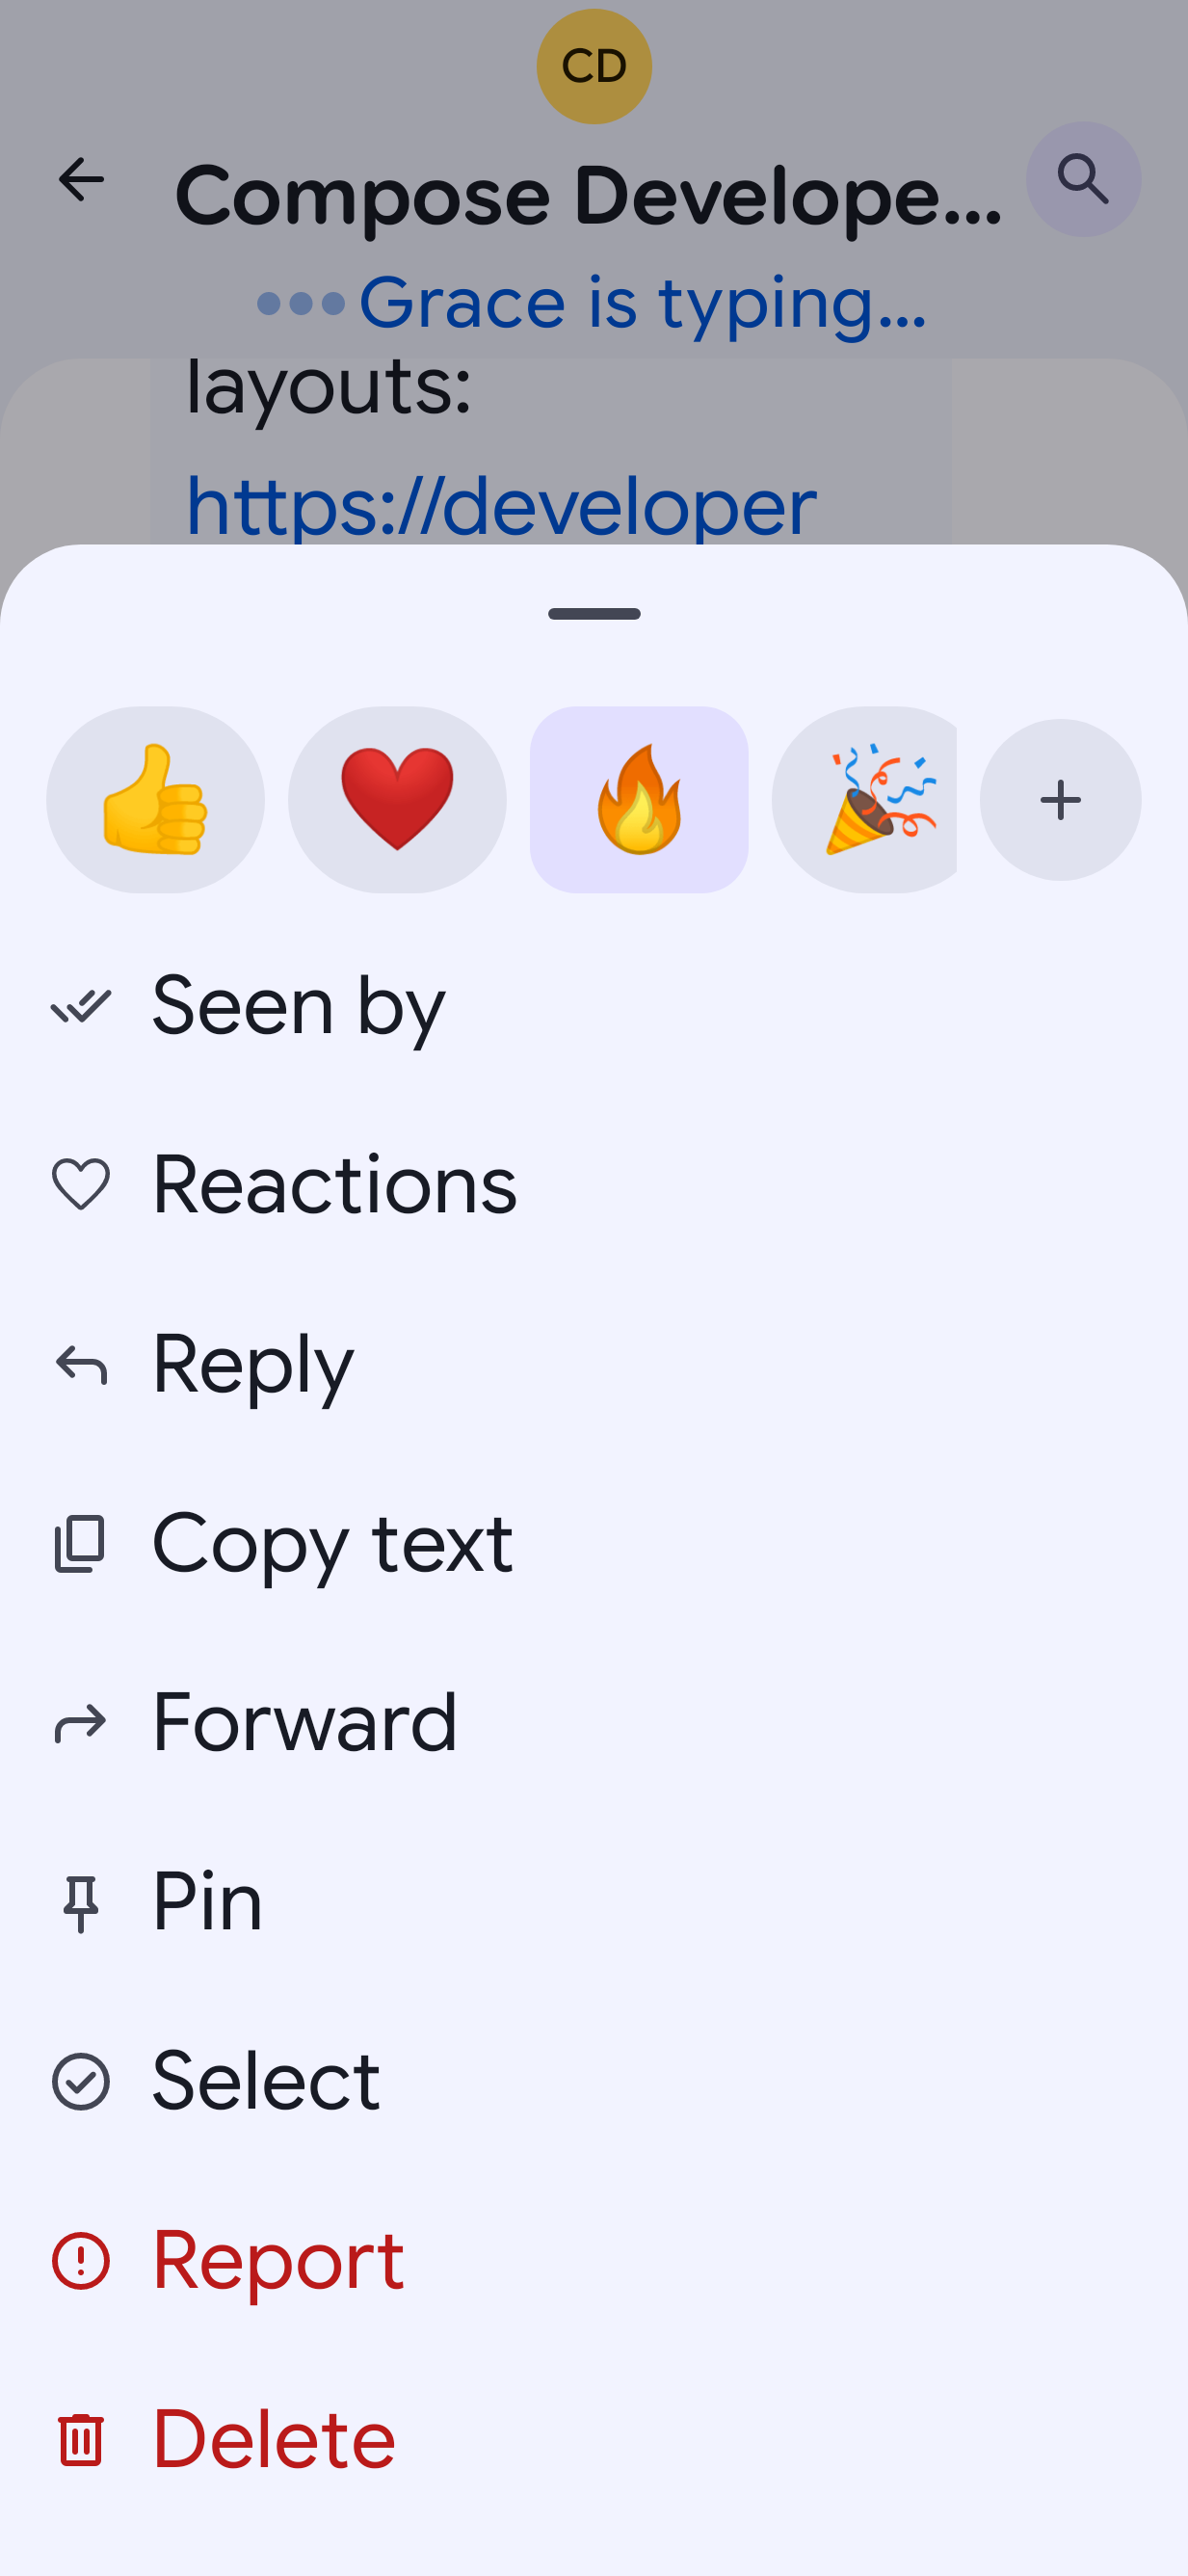 CD
Compose Develope...
Grace is typing...
layouts:
https://developer
Seen by
Reactions
Reply
Copy text
Forward
Pin
Select
Report
Delete